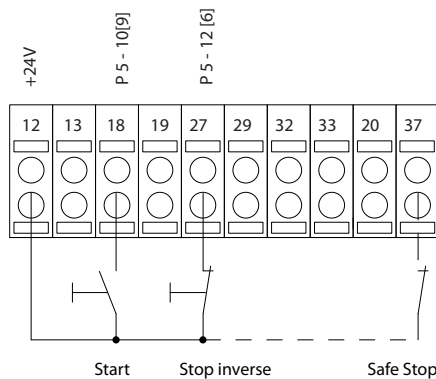 +24V
P 5 - 10[9]
P 5 - 12 [6]
12 13 18 19 27 29 32 33 20 37
Start Stop inverse Safe Stop